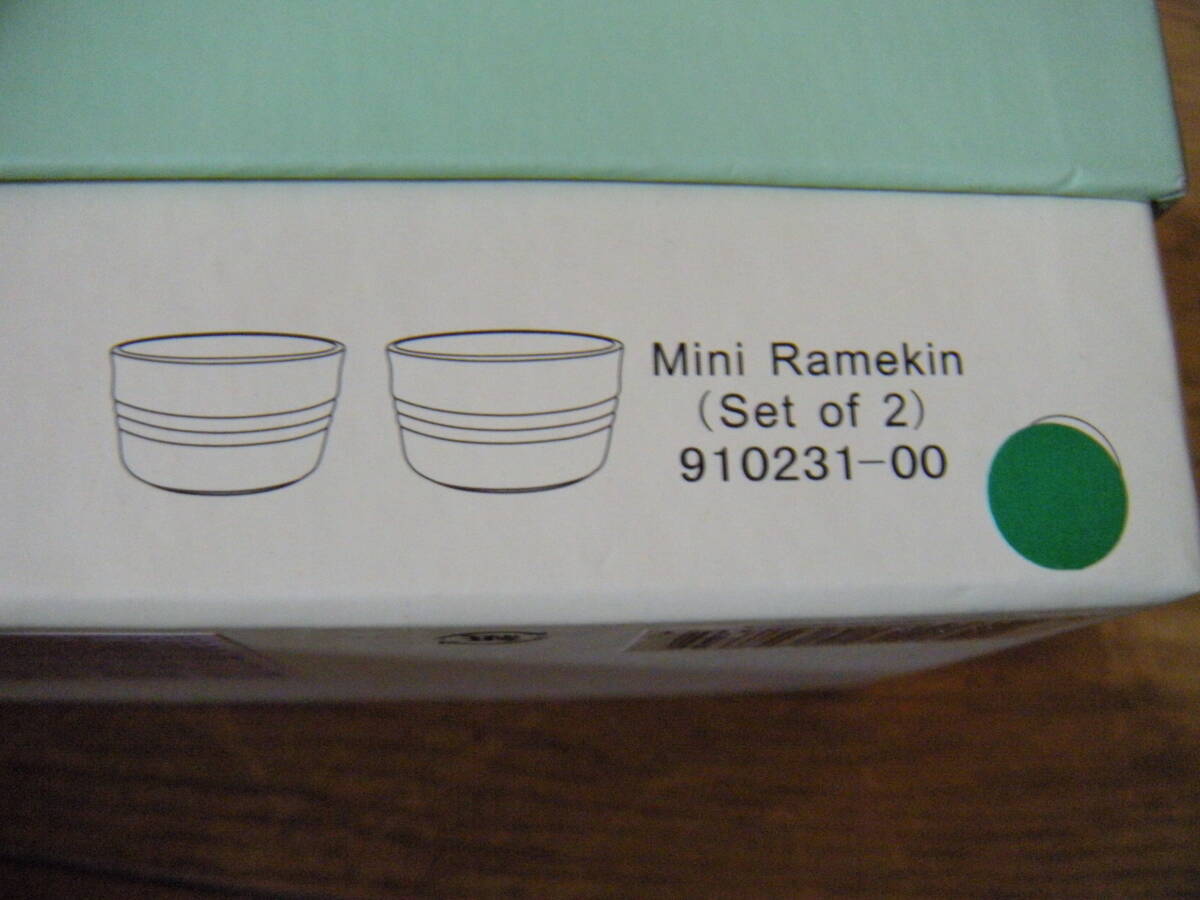 Mini Ramekin
(Set of 2)
910231-00